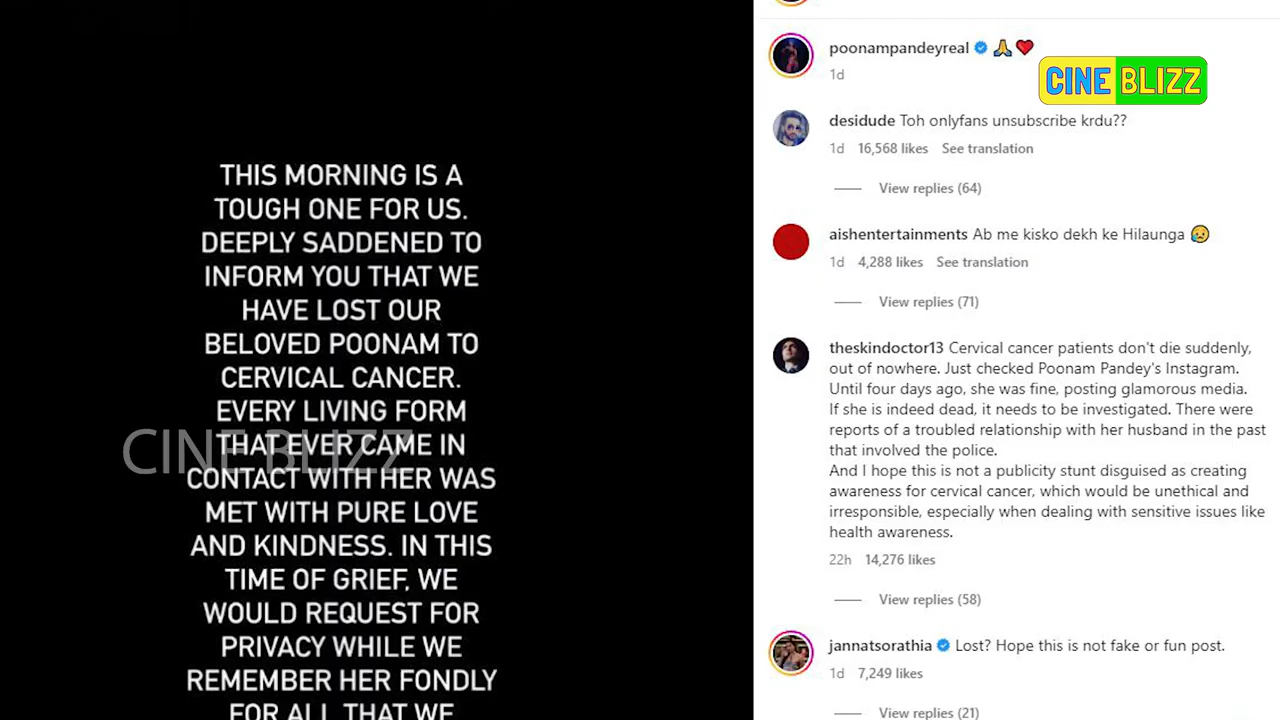 THIS MORNING IS A
TOUGH ONE FOR US.
DEEPLY SADDENED TO
INFORM YOU THAT WE
HAVE LOST OUR
BELOVED POONAM TO
CERVICAL CANCER.
EVERY LIVING FORM
THAT EVER CAME IN
CONTACT WITH HER WAS
MET WITH PURE LOVE
AND KINDNESS. IN THIS
TIME OF GRIEF, WE
WOULD REQUEST FOR
PRIVACY WHILE WE
REMEMBER HER FONDLY
FOR ALL THAT WE
CINE BLIZZ
poonampandeyreal 🙏❤️
1d
CINE BLIZZ
desidude Toh onlyfans unsubscribe krdu??
1d 16,568 likes See translation
View replies (64)
aishentertainments Ab me kisko dekh ke Hilaunga 😥
1d 4,288 likes See translation
View replies (71)
theskindoctor13 Cervical cancer patients don't die suddenly,
out of nowhere. Just checked Poonam Pandey's Instagram.
Until four days ago, she was fine, posting glamorous media.
If she is indeed dead, it needs to be investigated. There were
reports of a troubled relationship with her husband in the past
that involved the police.
And I hope this is not a publicity stunt disguised as creating
awareness for cervical cancer, which would be unethical and
irresponsible, especially when dealing with sensitive issues like
health awareness.
22h 14,276 likes
View replies (58)
jannatsorathia Lost? Hope this is not fake or fun post.
1d 7,249 likes
View replies (21)